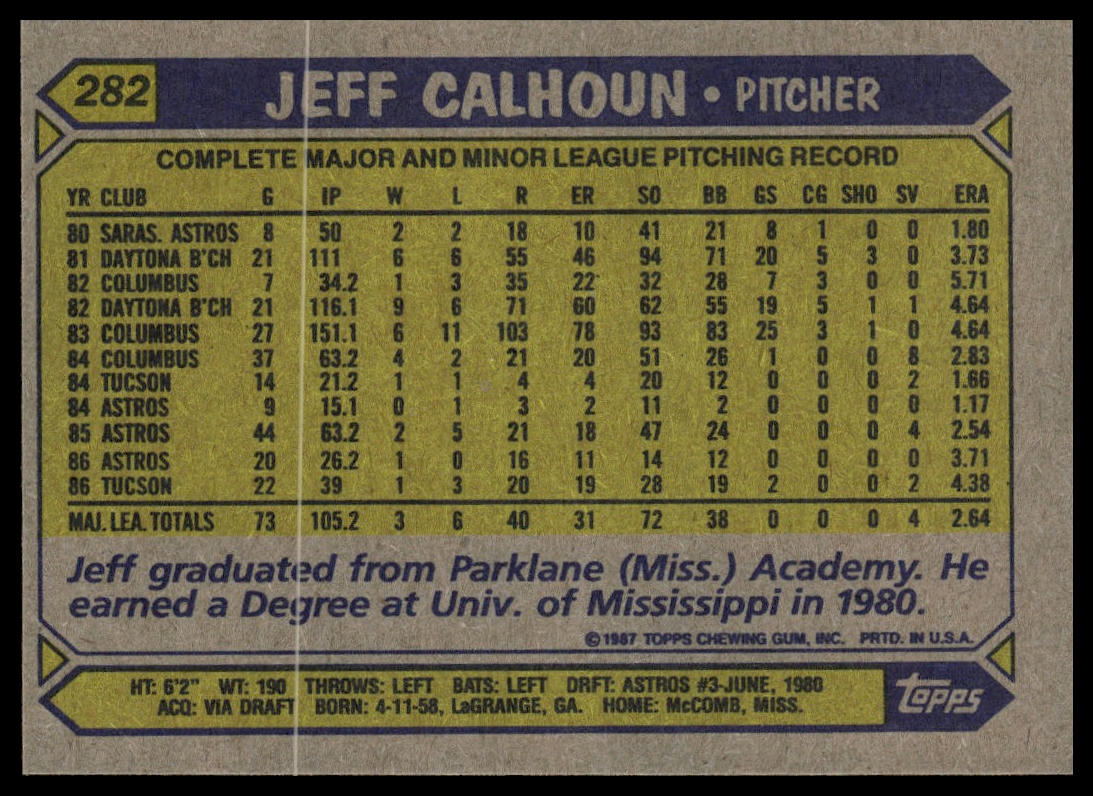 282 JEFF CALHOUN • PITCHER
COMPLETE MAJOR AND MINOR LEAGUE PITCHING RECORD
YR CLUB G IP W L R ER SO BB GS CG SHO SV ERA
80 SARAS. ASTROS 8 50 2 2 18 10 41 21 8 1 0 0 1.80
81 DAYTONA B'CH 21 111 6 6 55 46 94 71 20 5 3 0 3.73
82 COLUMBUS 7 34.2 1 3 35 22 32 28 7 3 0 0 5.71
82 DAYTONA B'CH 21 116.1 9 6 71 60 62 55 19 5 1 1 4.64
83 COLUMBUS 27 151.1 6 11 103 78 93 83 25 3 1 0 4.64
84 COLUMBUS 37 63.2 4 2 21 20 51 26 1 0 0 8 2.83
84 TUCSON 14 21.2 1 1 4 4 20 12 0 0 0 2 1.66
84 ASTROS 9 15.1 0 1 3 2 11 2 0 0 0 0 1.17
85 ASTROS 44 63.2 2 5 21 18 47 24 0 0 0 4 2.54
86 ASTROS 20 26.2 1 0 16 11 14 12 0 0 0 0 3.71
86 TUCSON 22 39 1 3 20 19 28 19 2 0 0 2 4.38
MAJ. LEA. TOTALS 73 105.2 3 6 40 31 72 38 0 0 0 4 2.64
Jeff graduated from Parklane (Miss.) Academy. He
earned a Degree at Univ. of Mississippi in 1980.
©1987 TOPPS CHEWING GUM, INC. PRTD. IN U.S.A.
HT: 6'2" WT: 190 THROWS: LEFT BATS: LEFT DRFT: ASTROS #3-JUNE, 1980
ACQ: VIA DRAFT BORN: 4-11-58, LaGRANGE, GA. HOME: McCOMB, MISS.
topps